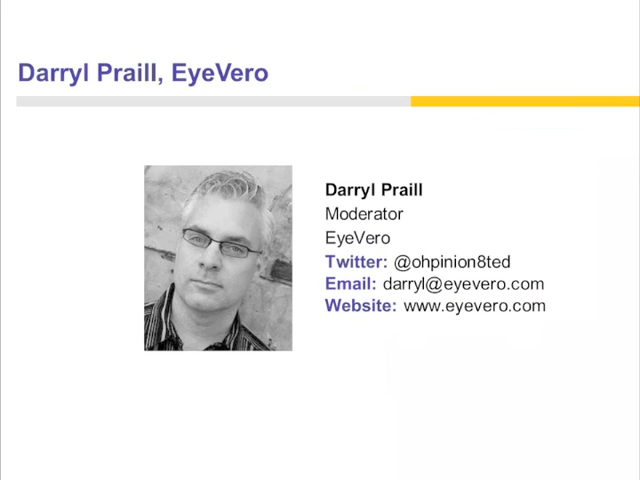 Darryl Praill, EyeVero
Darryl Praill
Moderator
EyeVero
Twitter: @ohpinion8ted
Email: darryl@eyevero.com
Website: www.eyevero.com